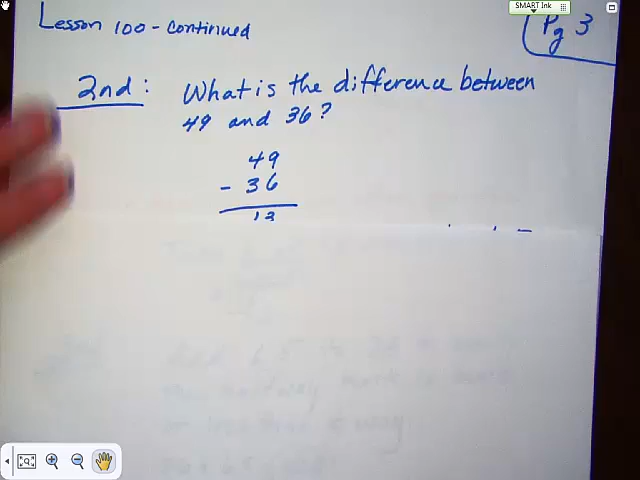 SMART Ink
Lesson 100 - Continued
Pg 3
2nd: What is the difference between
49 and 36?
49
- 36
13